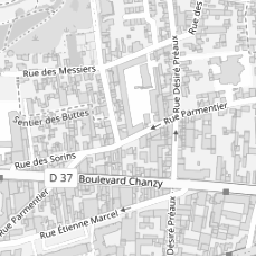 Rue des
Rue Désiré Préaux
Rue des Messiers
Rue Parmentier
Sentier des Buttes
Rue des Sorins
D 37 Boulevard Chanzy
Rue Parmentier
Rue Étienne Marcel
Désiré Préaux